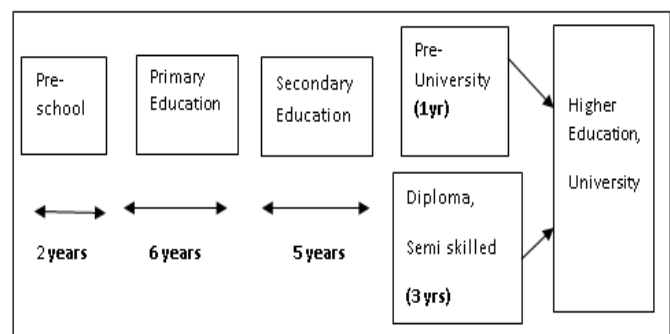 Pre-
school
Primary
Education
Secondary
Education
Pre-
University
(1yr)
Diploma,
Semi skilled
(3 yrs)
Higher
Education,
University
2 years
6 years
5 years